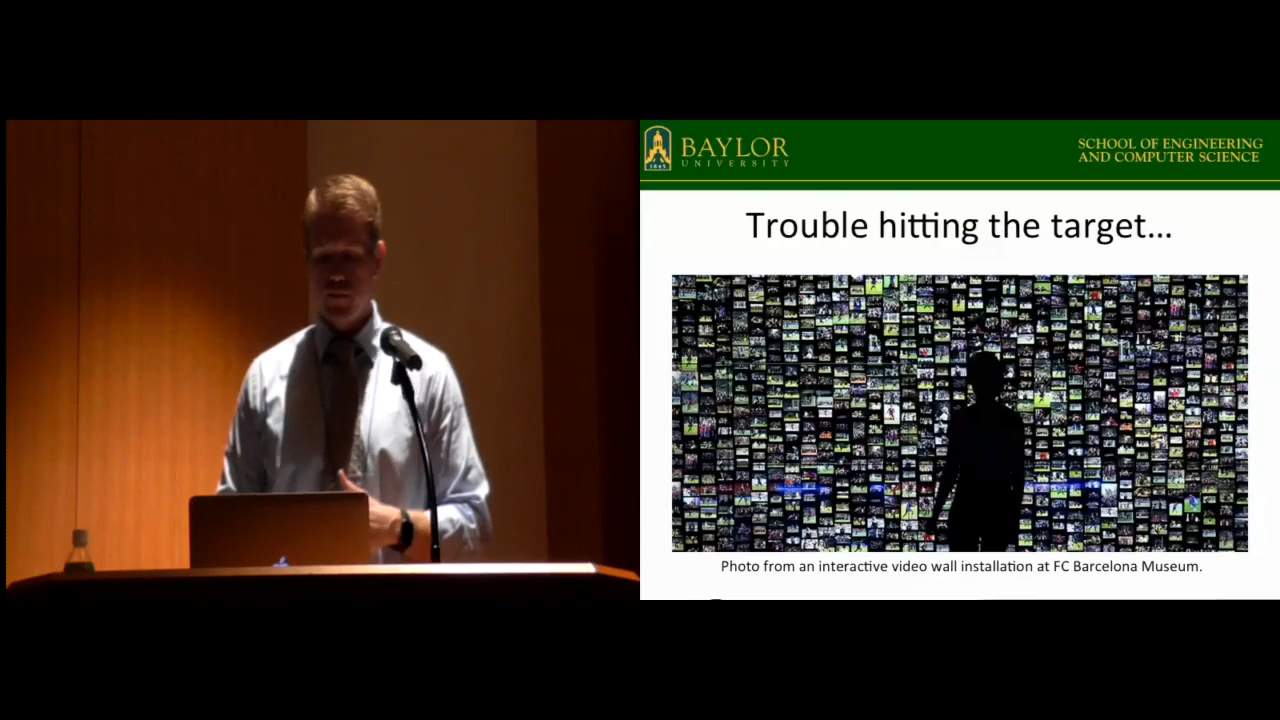 BAYLOR
UNIVERSITY
1845
SCHOOL OF ENGINEERING
AND COMPUTER SCIENCE
Trouble hitting the target...
Photo from an interactive video wall installation at FC Barcelona Museum.